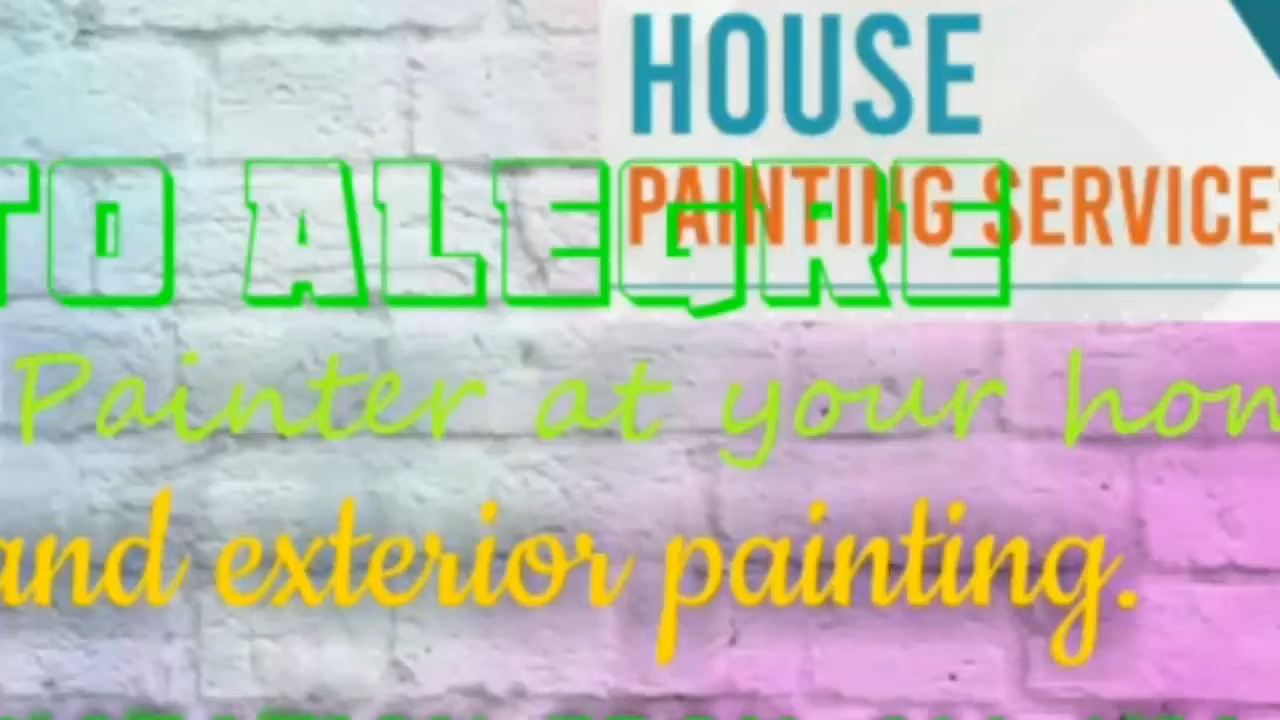 HOUSE
PAINTING SERVICES
TO ALEGRE
Painter at your hom
and exterior painting.